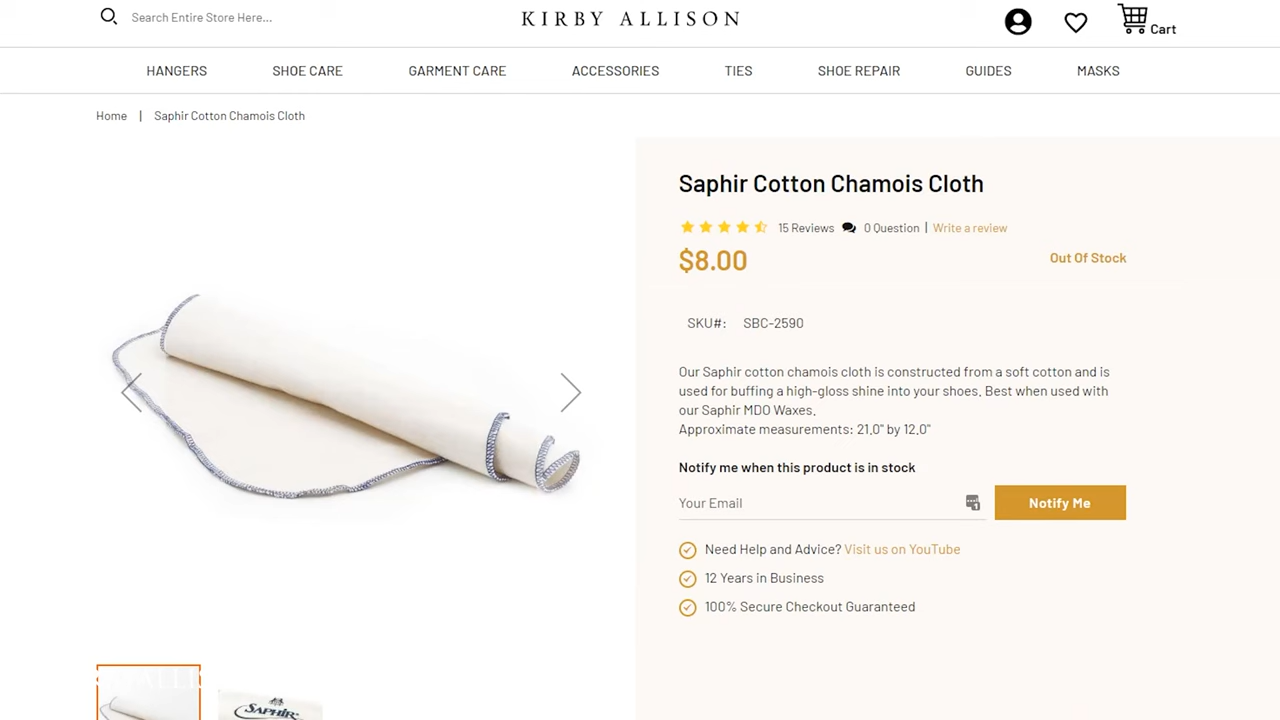 Search Entire Store Here...
KIRBY ALLISON
Cart
HANGERS SHOE CARE GARMENT CARE ACCESSORIES TIES SHOE REPAIR GUIDES MASKS
Home | Saphir Cotton Chamois Cloth
Saphir Cotton Chamois Cloth
15 Reviews 0 Question | Write a review
$8.00
Out Of Stock
SKU#: SBC-2590
Our Saphir cotton chamois cloth is constructed from a soft cotton and is
used for buffing a high-gloss shine into your shoes. Best when used with
our Saphir MDO Waxes.
Approximate measurements: 21.0" by 12.0"
Notify me when this product is in stock
Your Email
Notify Me
Need Help and Advice? Visit us on YouTube
12 Years in Business
100% Secure Checkout Guaranteed
SAPHIR